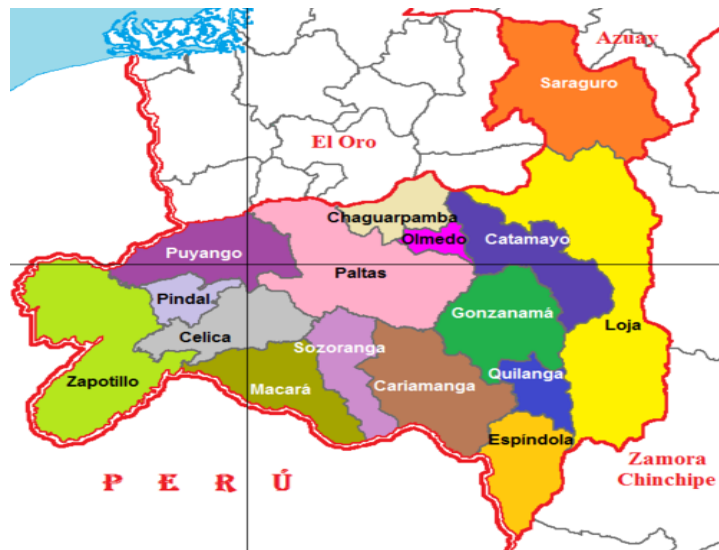 Azuay
Saraguro
El Oro
Chaguarpamba
Olmedo
Catamayo
Puyango
Paltas
Pindal
Gonzanamá
Loja
Celica
Sozoranga
Zapotillo
Macará
Cariamanga
Quilanga
Espíndola
Zamora
Chinchipe
P E R Ú